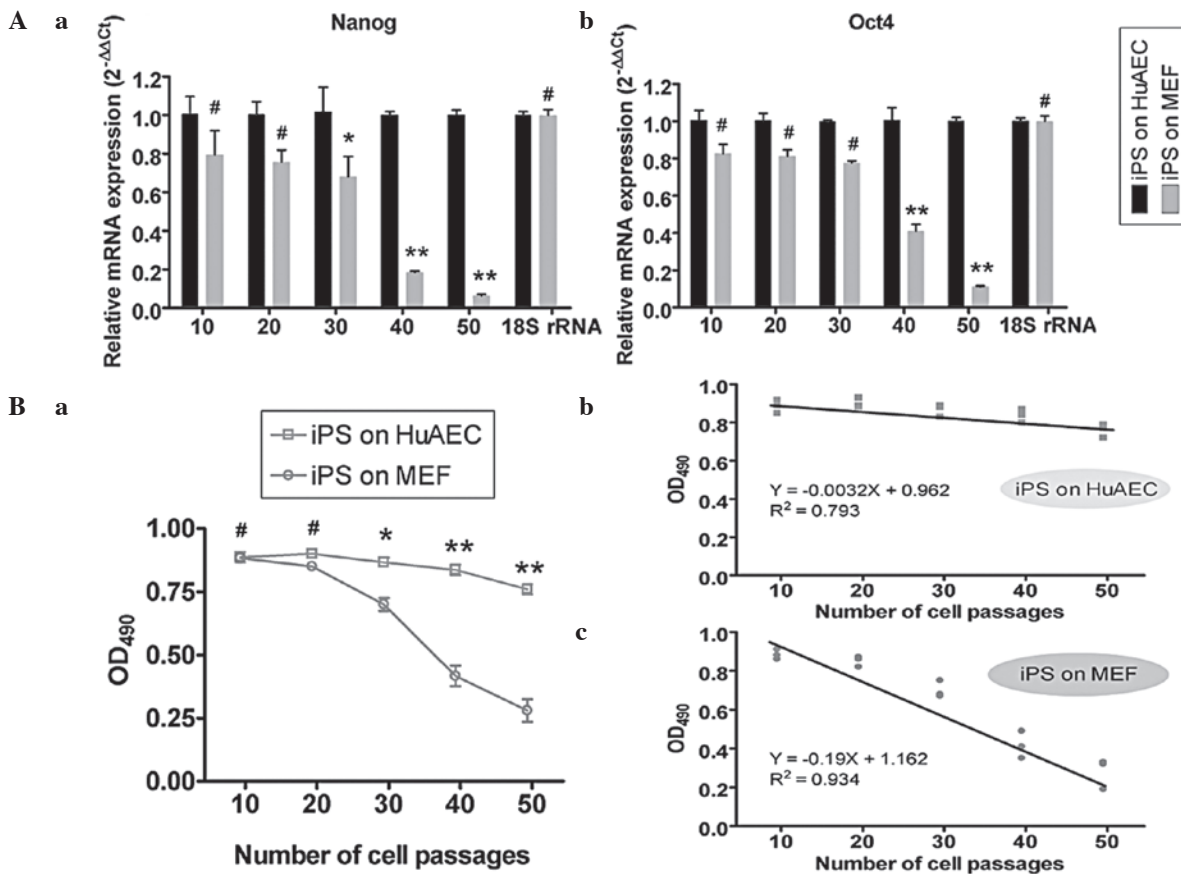 A a
Nanog
Relative mRNA expression (2^-ΔΔCt)
1.2
1.0
0.8
0.6
0.4
0.2
0.0
# # * ** ** #
10 20 30 40 50 18S rRNA
b
Oct4
Relative mRNA expression (2^-ΔΔCt)
1.2
1.0
0.8
0.6
0.4
0.2
0.0
# # # ** ** #
10 20 30 40 50 18S rRNA
iPS on HuAEC
iPS on MEF
B a
iPS on HuAEC
iPS on MEF
OD490
1.00
0.75
0.50
0.25
0.00
# # * ** **
10 20 30 40 50
Number of cell passages
b
OD490
1.0
0.8
0.6
0.4
0.2
0.0
Y = -0.0032X + 0.962
R² = 0.793
iPS on HuAEC
10 20 30 40 50
Number of cell passages
c
OD490
1.0
0.8
0.6
0.4
0.2
0.0
iPS on MEF
Y = -0.19X + 1.162
R² = 0.934
10 20 30 40 50
Number of cell passages